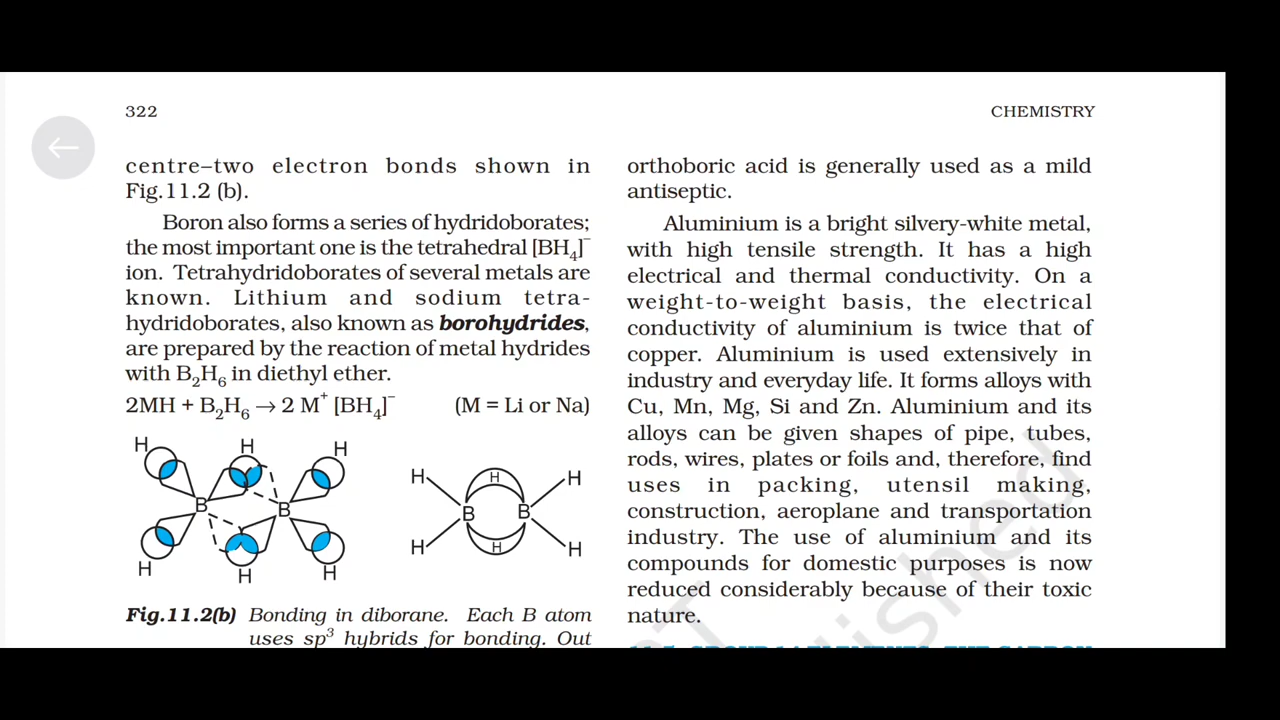 322
CHEMISTRY
centre–two electron bonds shown in
Fig.11.2 (b).
Boron also forms a series of hydridoborates;
the most important one is the tetrahedral [BH₄]⁻
ion. Tetrahydridoborates of several metals are
known. Lithium and sodium tetra-
hydridoborates, also known as borohydrides,
are prepared by the reaction of metal hydrides
with B₂H₆ in diethyl ether.
2MH + B₂H₆ → 2 M⁺ [BH₄]⁻ (M = Li or Na)
H H H
B B
H H H
H H H
B B
H H H
Fig.11.2(b) Bonding in diborane. Each B atom
uses sp³ hybrids for bonding. Out
orthoboric acid is generally used as a mild
antiseptic.
Aluminium is a bright silvery-white metal,
with high tensile strength. It has a high
electrical and thermal conductivity. On a
weight-to-weight basis, the electrical
conductivity of aluminium is twice that of
copper. Aluminium is used extensively in
industry and everyday life. It forms alloys with
Cu, Mn, Mg, Si and Zn. Aluminium and its
alloys can be given shapes of pipe, tubes,
rods, wires, plates or foils and, therefore, find
uses in packing, utensil making,
construction, aeroplane and transportation
industry. The use of aluminium and its
compounds for domestic purposes is now
reduced considerably because of their toxic
nature.